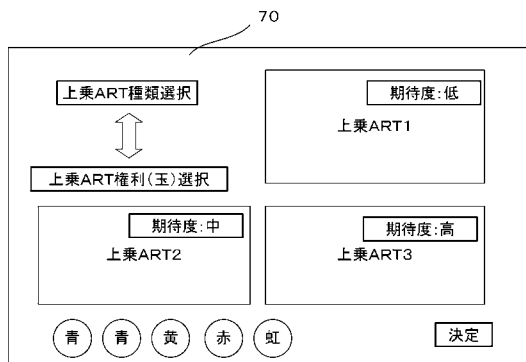 70
上乗ART種類選択
期待度:低
上乗ART1
上乗ART権利(玉)選択
期待度:中
上乗ART2
期待度:高
上乗ART3
青 青 黄 赤 虹
決定